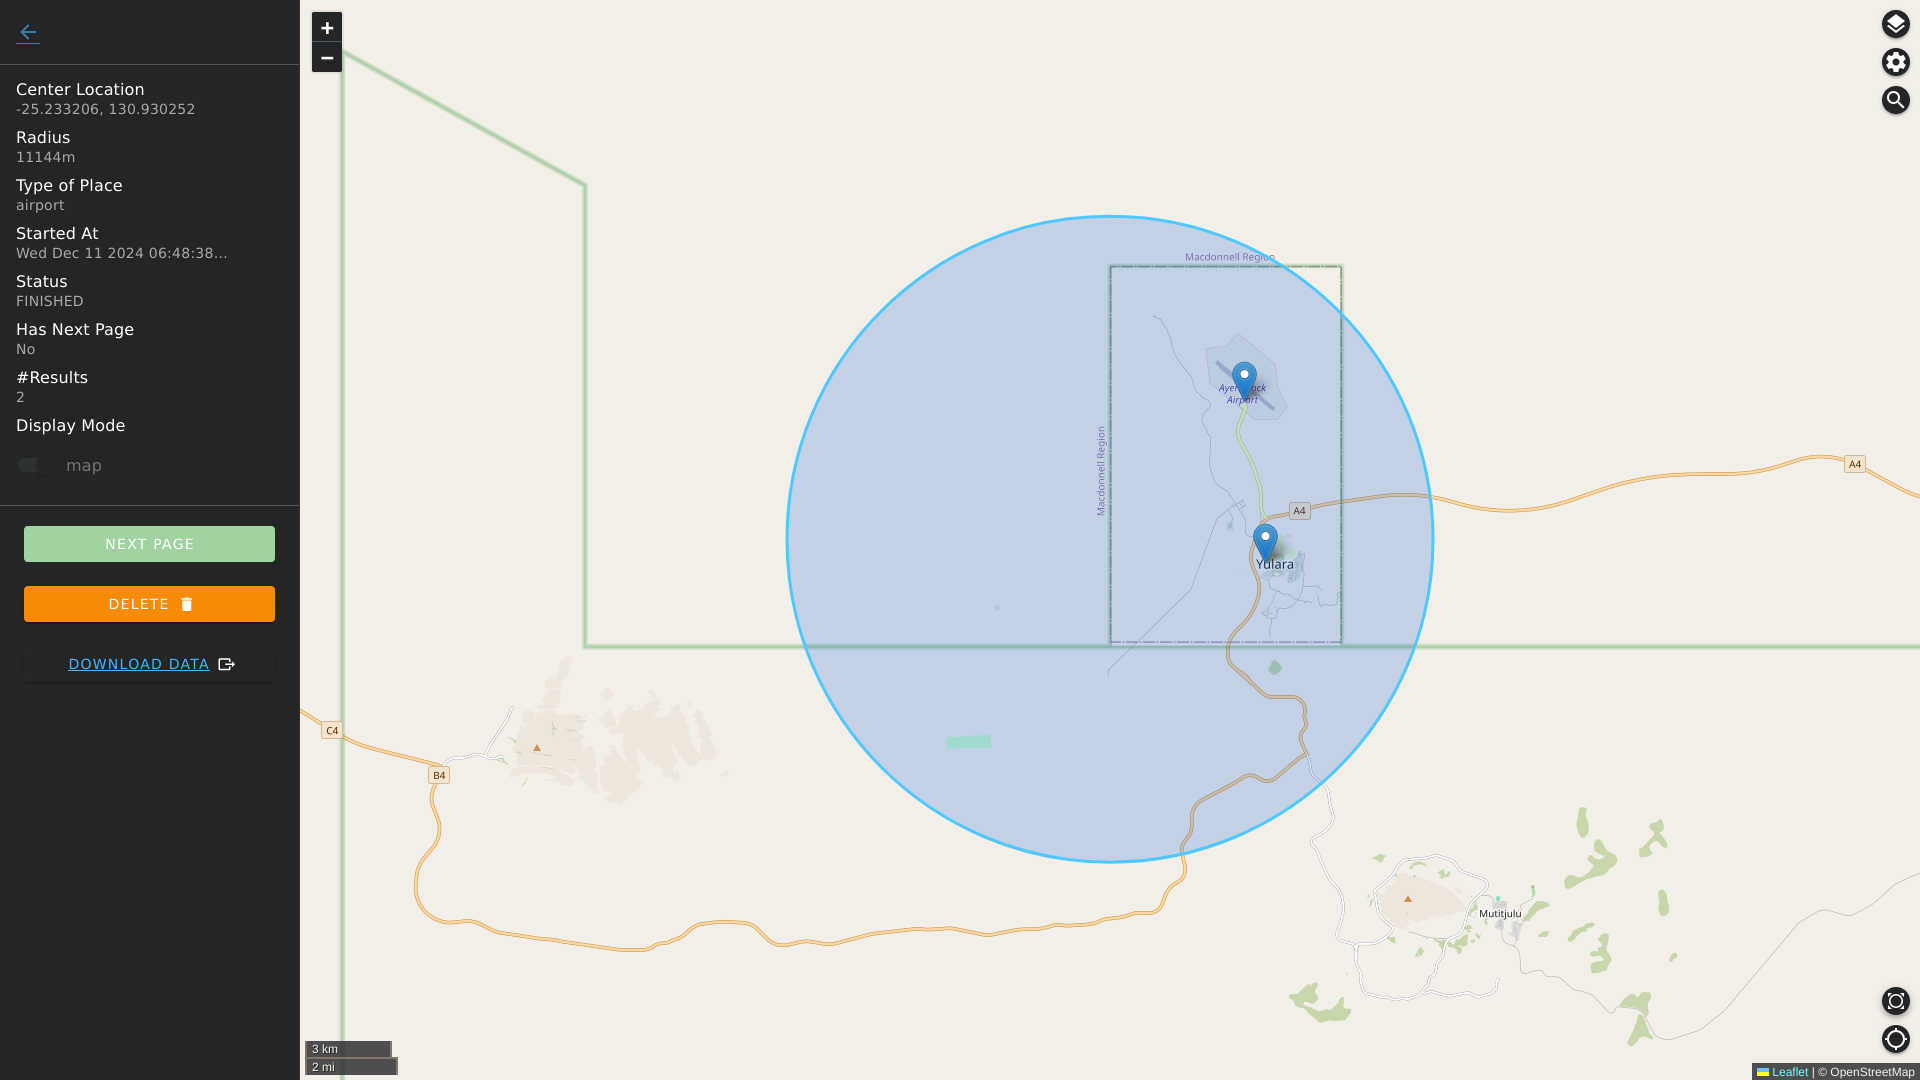 Center Location
-25.233206, 130.930252
Radius
11144m
Type of Place
airport
Started At
Wed Dec 11 2024 06:48:38...
Status
FINISHED
Has Next Page
No
#Results
2
Display Mode
map
NEXT PAGE
DELETE
DOWNLOAD DATA
+
−
Macdonnell Region
Macdonnell Region
Airport
A4
A4
Yulara
C4
B4
Mutitjulu
3 km
2 mi
Leaflet | © OpenStreetMap